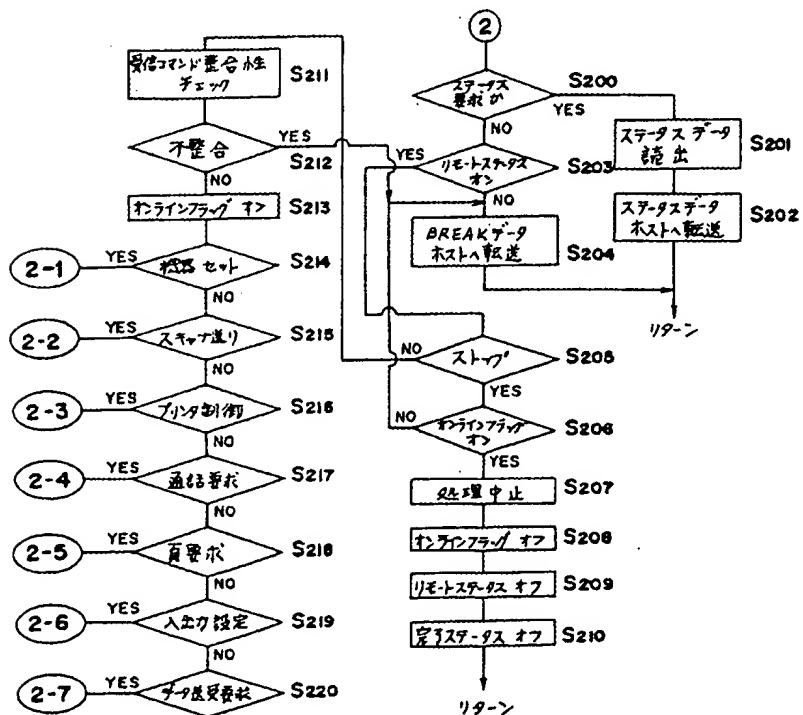 2
ステータス
要求か
S200
YES
NO
ステータスデータ
読出
S201
ステータスデータ
ホストへ転送
S202
リモートステータス
オン
S203
YES
NO
BREAKデータ
ホストへ転送
S204
リターン
ストップ
S205
NO
YES
オンラインフラッグ
オン
S206
NO
YES
処理中止
S207
オンラインフラッグ オフ
S208
リモートステータス オフ
S209
完了ステータス オフ
S210
リターン
受信コマンド整合性
チェック
S211
不整合
YES
S212
NO
オンラインフラッグ オン
S213
2-1
YES
機器セット
S214
NO
2-2
YES
スキャナ送り
S215
NO
2-3
YES
プリンタ制御
S216
NO
2-4
YES
通話要求
S217
NO
2-5
YES
頁要求
S218
NO
2-6
YES
入出力設定
S219
NO
2-7
YES
データ送受要求
S220